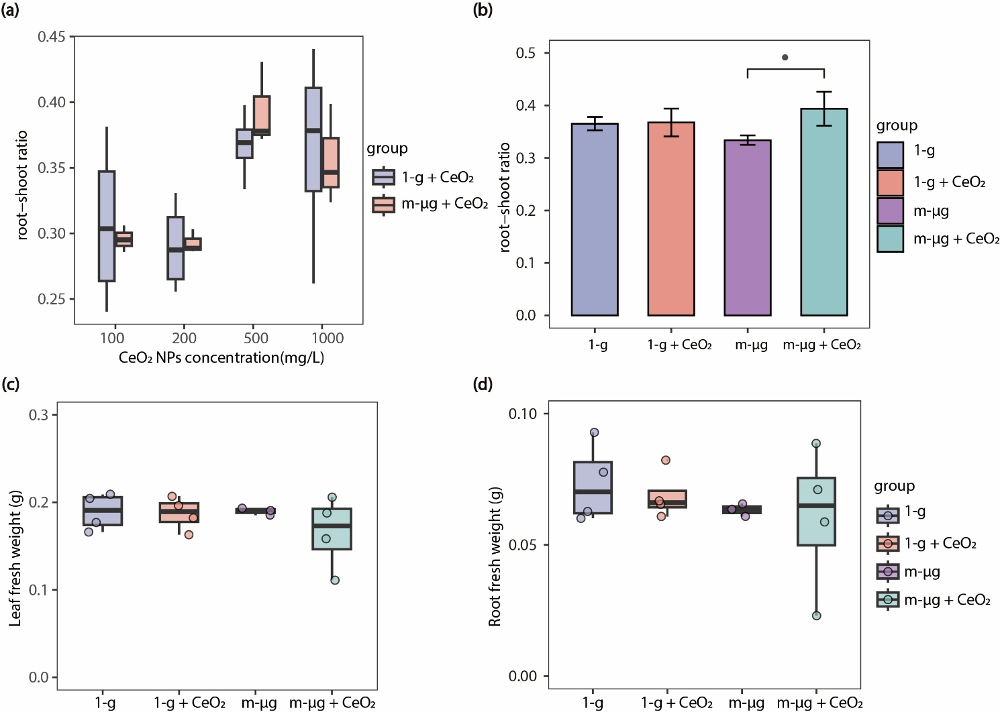 (a)
0.45
0.40
0.35
0.30
0.25
root−shoot ratio
100 200 500 1000
CeO₂ NPs concentration(mg/L)
group
1-g + CeO₂
m-μg + CeO₂
(b)
0.5
0.4
0.3
0.2
0.1
0.0
root−shoot ratio
1-g 1-g + CeO₂ m-μg m-μg + CeO₂
group
1-g
1-g + CeO₂
m-μg
m-μg + CeO₂
(c)
0.3
0.2
0.1
0.0
Leaf fresh weight (g)
1-g 1-g + CeO₂ m-μg m-μg + CeO₂
(d)
0.10
0.05
0.00
Root fresh weight (g)
1-g 1-g + CeO₂ m-μg m-μg + CeO₂
group
1-g
1-g + CeO₂
m-μg
m-μg + CeO₂